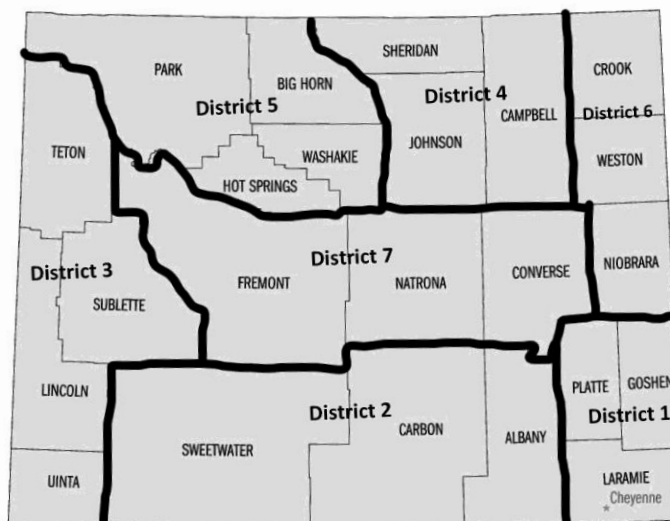 SHERIDAN
PARK
BIG HORN
CROOK
District 5
District 4
CAMPBELL
District 6
TETON
JOHNSON
WASHAKIE
WESTON
HOT SPRINGS
District 7
District 3
FREMONT
NATRONA
CONVERSE
NIOBRARA
SUBLETTE
LINCOLN
PLATTE
GOSHEN
District 2
District 1
SWEETWATER
CARBON
ALBANY
UINTA
LARAMIE
Cheyenne